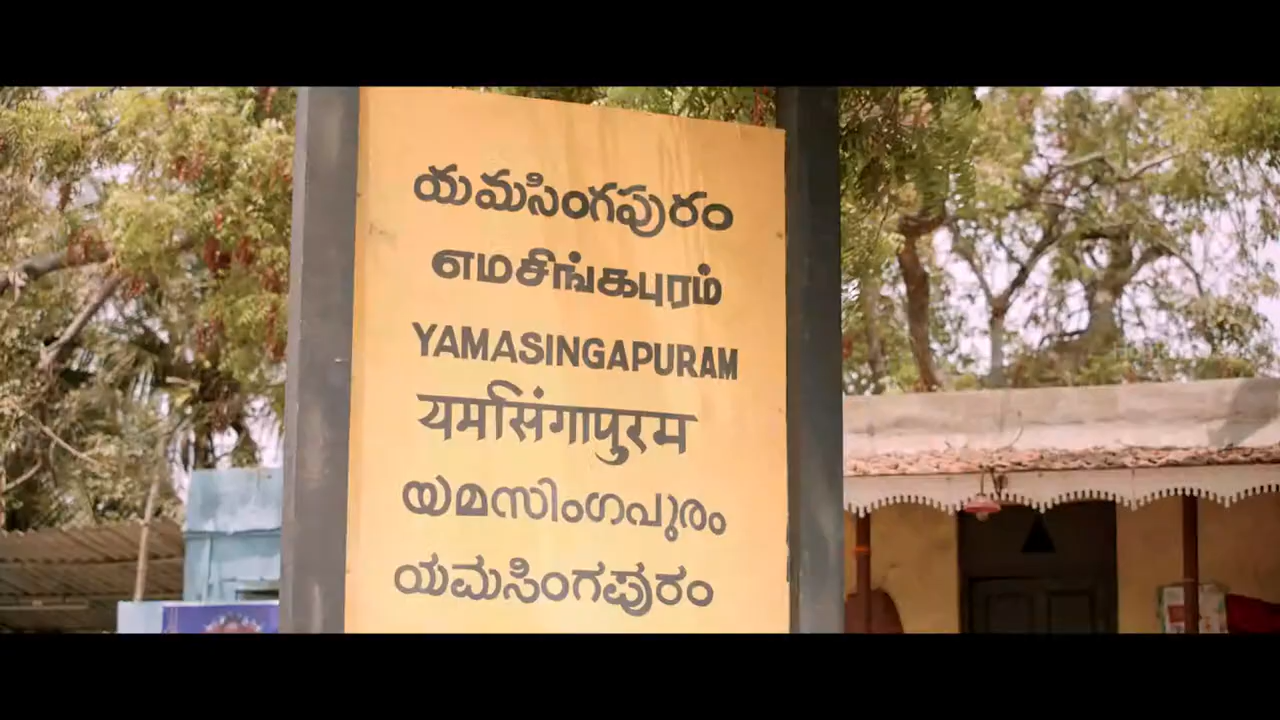 యమసింగపురం
எமசிங்கபுரம்
YAMASINGAPURAM
यमसिंगापुरम
യമസിംഗപുരം
ಯಮಸಿಂಗಪುರಂ